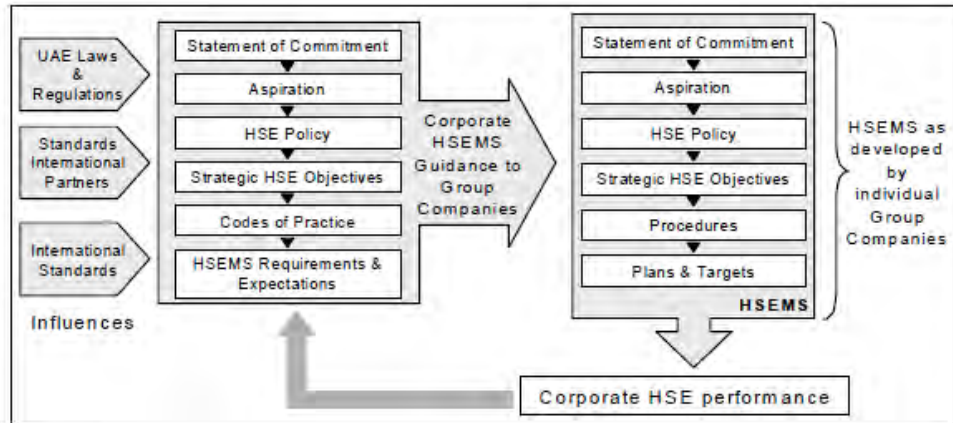 UAE Laws
&
Regulations
Standards
International
Partners
International
Standards
Influences
Statement of Commitment
Aspiration
HSE Policy
Strategic HSE Objectives
Codes of Practice
HSEMS Requirements &
Expectations
Corporate
HSEMS
Guidance to
Group
Companies
Statement of Commitment
Aspiration
HSE Policy
Strategic HSE Objectives
Procedures
Plans & Targets
HSEMS
HSEMS as
developed
by
individual
Group
Companies
Corporate HSE performance